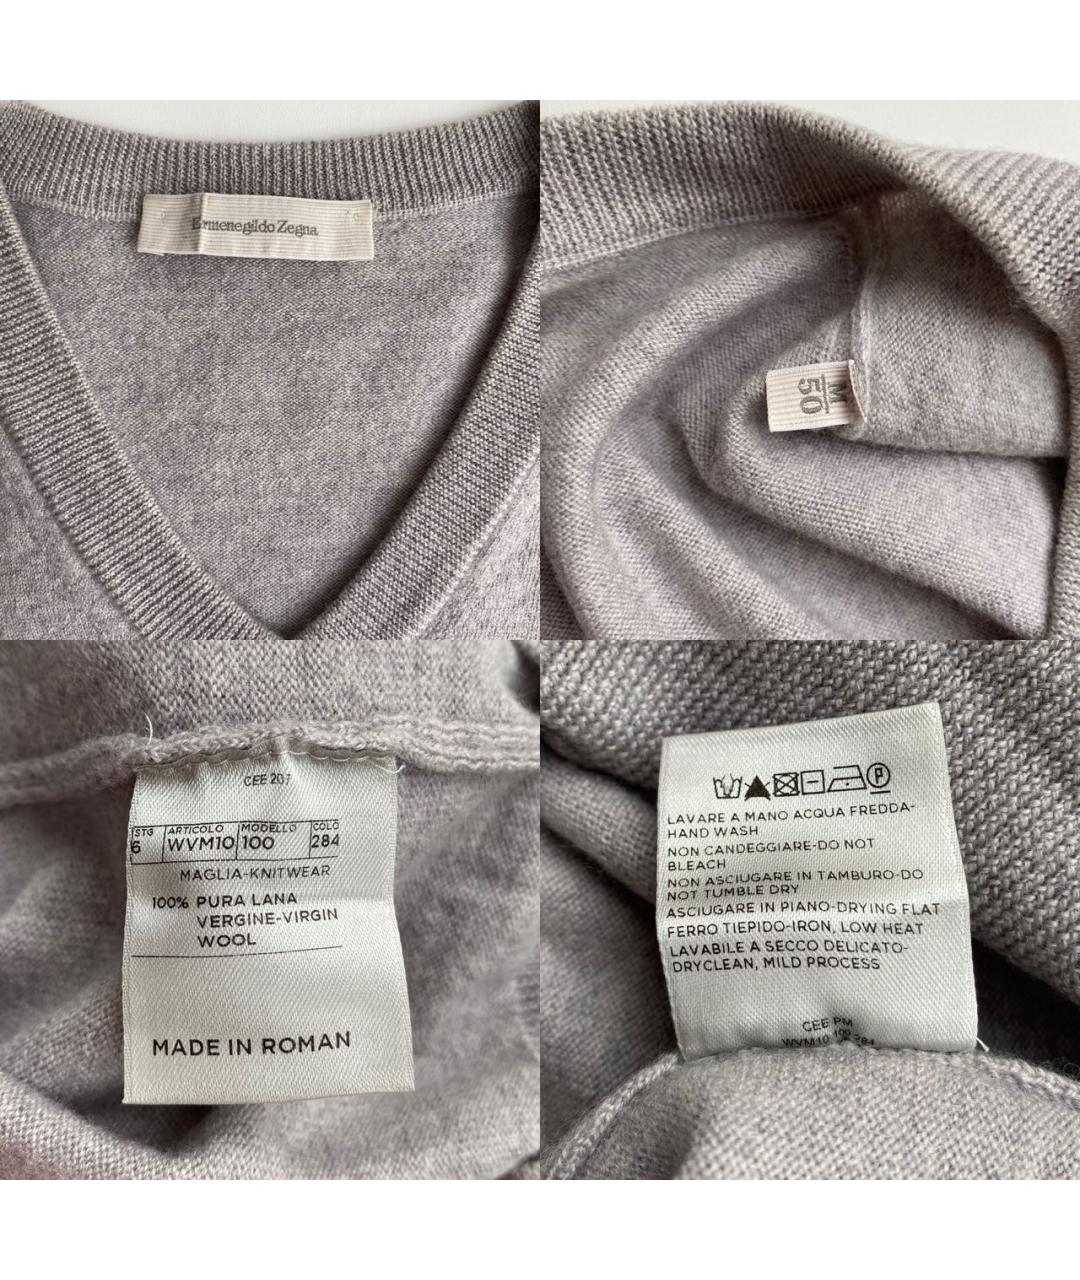 Ermenegildo Zegna
M
50
CEE 207
STG ARTICOLO MODELLO COLO
6 WVM10 100 284
MAGLIA-KNITWEAR
100% PURA LANA
VERGINE-VIRGIN
WOOL
MADE IN ROMAN
P
LAVARE A MANO ACQUA FREDDA-
HAND WASH
NON CANDEGGIARE-DO NOT
BLEACH
NON ASCIUGARE IN TAMBURO-DO
NOT TUMBLE DRY
ASCIUGARE IN PIANO-DRYING FLAT
FERRO TIEPIDO-IRON, LOW HEAT
LAVABILE A SECCO DELICATO-
DRYCLEAN, MILD PROCESS
CEE PM
WVM10 100 284